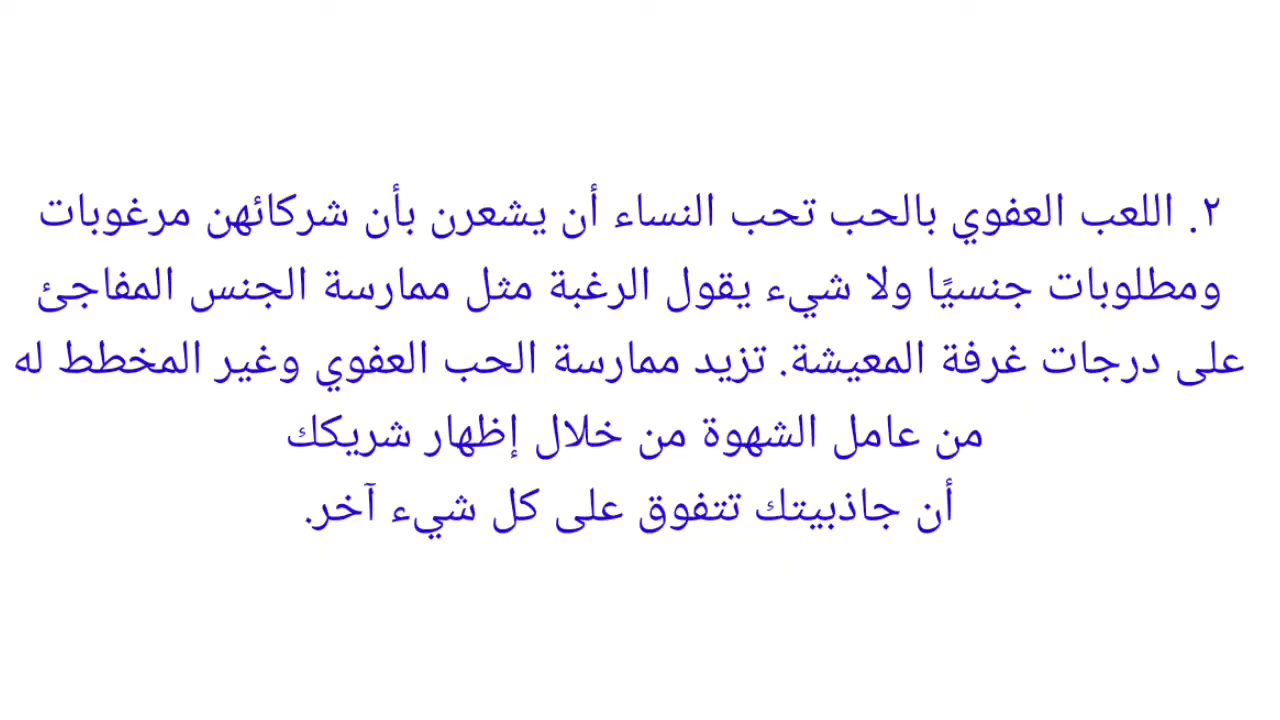 ٢. اللعب العفوي بالحب تحب النساء أن يشعرن بأن شركائهن مرغوبات
ومطلوبات جنسيًا ولا شيء يقول الرغبة مثل ممارسة الجنس المفاجئ
على درجات غرفة المعيشة. تزيد ممارسة الحب العفوي وغير المخطط له
من عامل الشهوة من خلال إظهار شريكك
أن جاذبيتك تتفوق على كل شيء آخر.